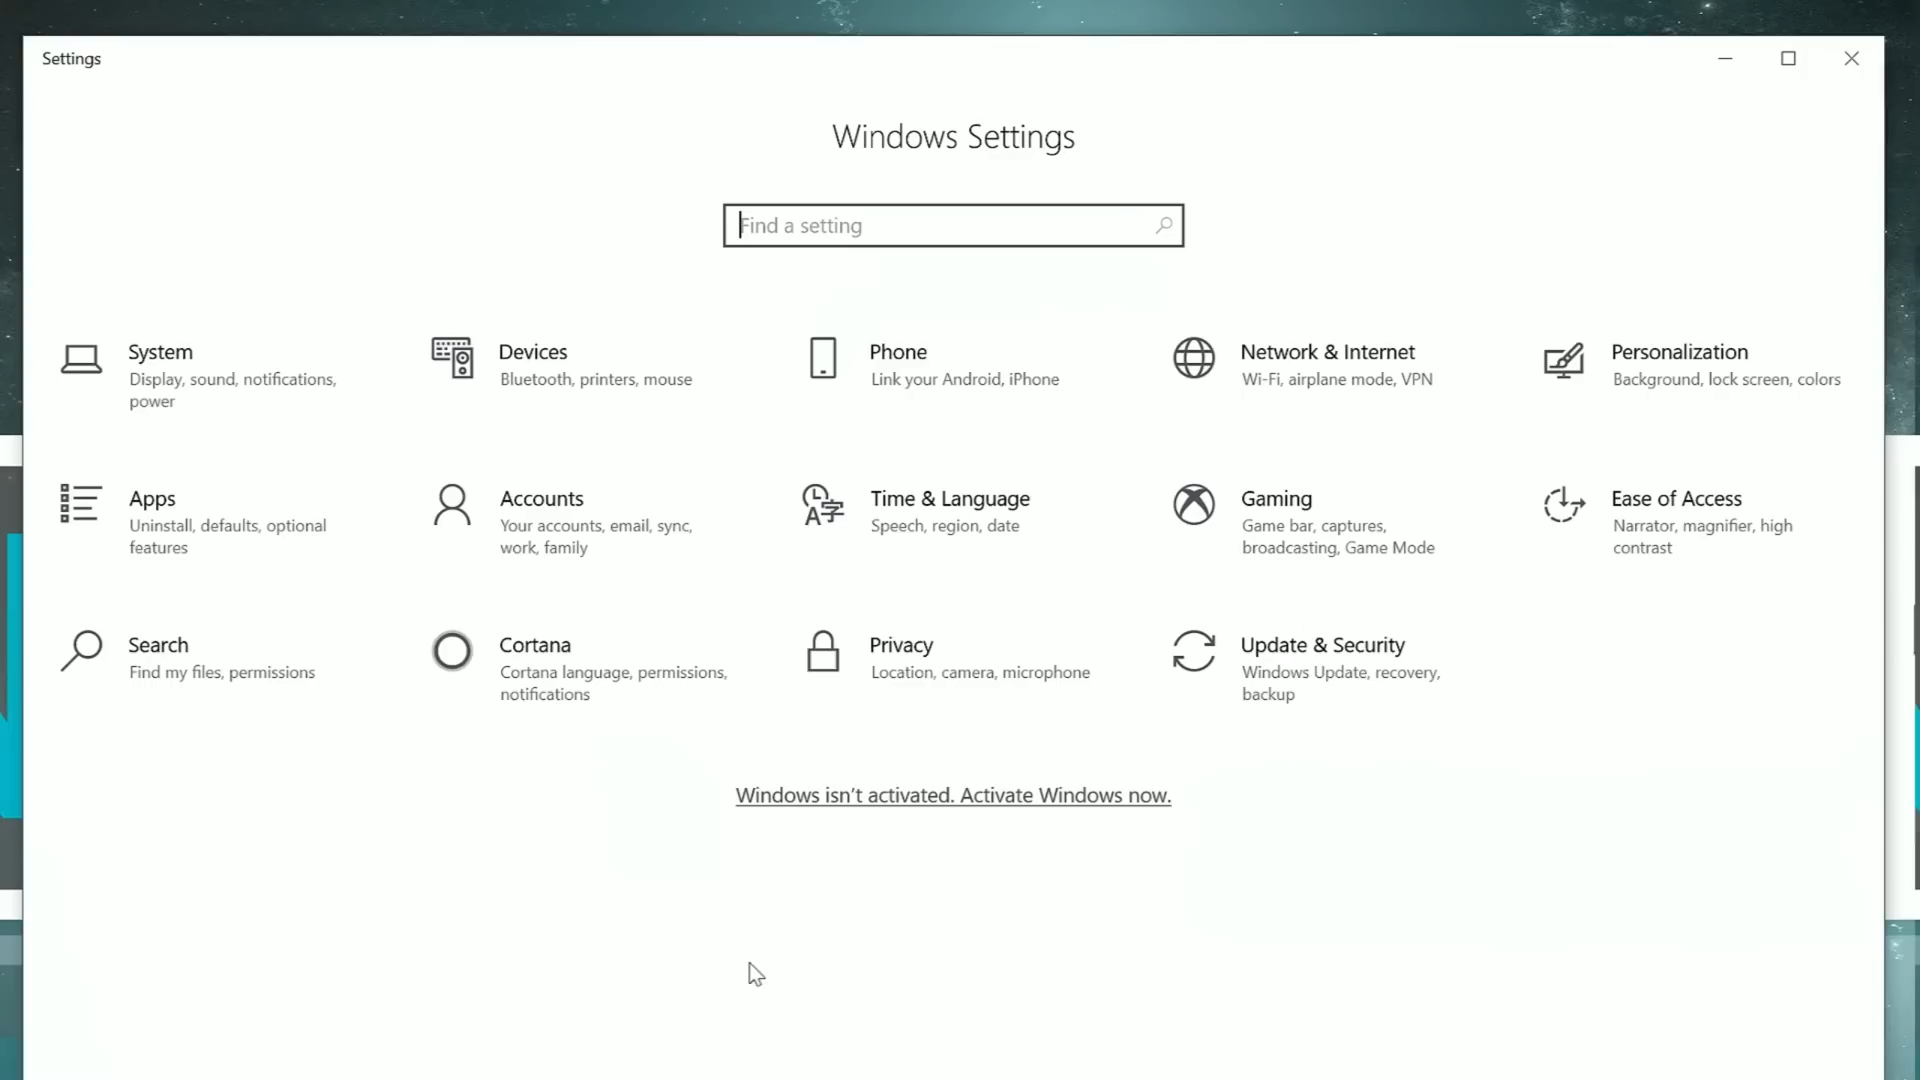 Settings
Windows Settings
Find a setting
System
Display, sound, notifications,
power
Devices
Bluetooth, printers, mouse
Phone
Link your Android, iPhone
Network & Internet
Wi-Fi, airplane mode, VPN
Personalization
Background, lock screen, colors
Apps
Uninstall, defaults, optional
features
Accounts
Your accounts, email, sync,
work, family
Time & Language
Speech, region, date
Gaming
Game bar, captures,
broadcasting, Game Mode
Ease of Access
Narrator, magnifier, high
contrast
Search
Find my files, permissions
Cortana
Cortana language, permissions,
notifications
Privacy
Location, camera, microphone
Update & Security
Windows Update, recovery,
backup
Windows isn't activated. Activate Windows now.